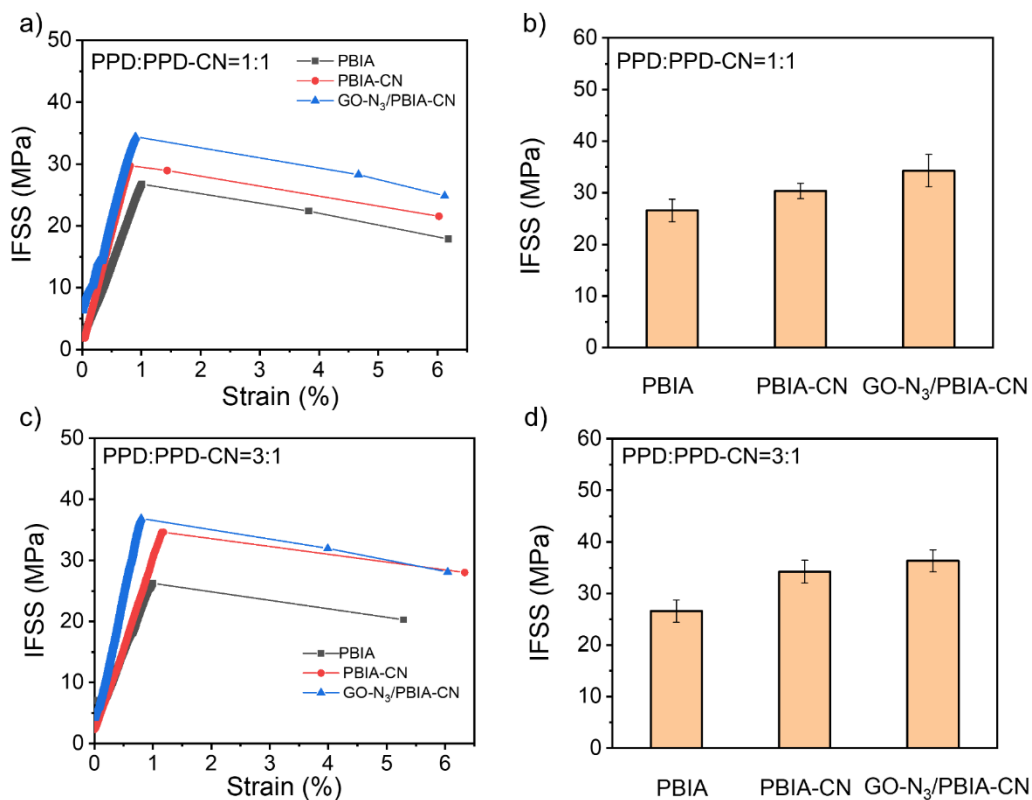 a)
PPD:PPD-CN=1:1
PBIA
PBIA-CN
GO-N₃/PBIA-CN
IFSS (MPa)
50
40
30
20
10
0
0 1 2 3 4 5 6
Strain (%)
b)
PPD:PPD-CN=1:1
IFSS (MPa)
60
50
40
30
20
10
0
PBIA PBIA-CN GO-N₃/PBIA-CN
c)
PPD:PPD-CN=3:1
IFSS (MPa)
50
40
30
20
10
0
PBIA
PBIA-CN
GO-N₃/PBIA-CN
0 1 2 3 4 5 6
Strain (%)
d)
PPD:PPD-CN=3:1
IFSS (MPa)
60
50
40
30
20
10
0
PBIA PBIA-CN GO-N₃/PBIA-CN